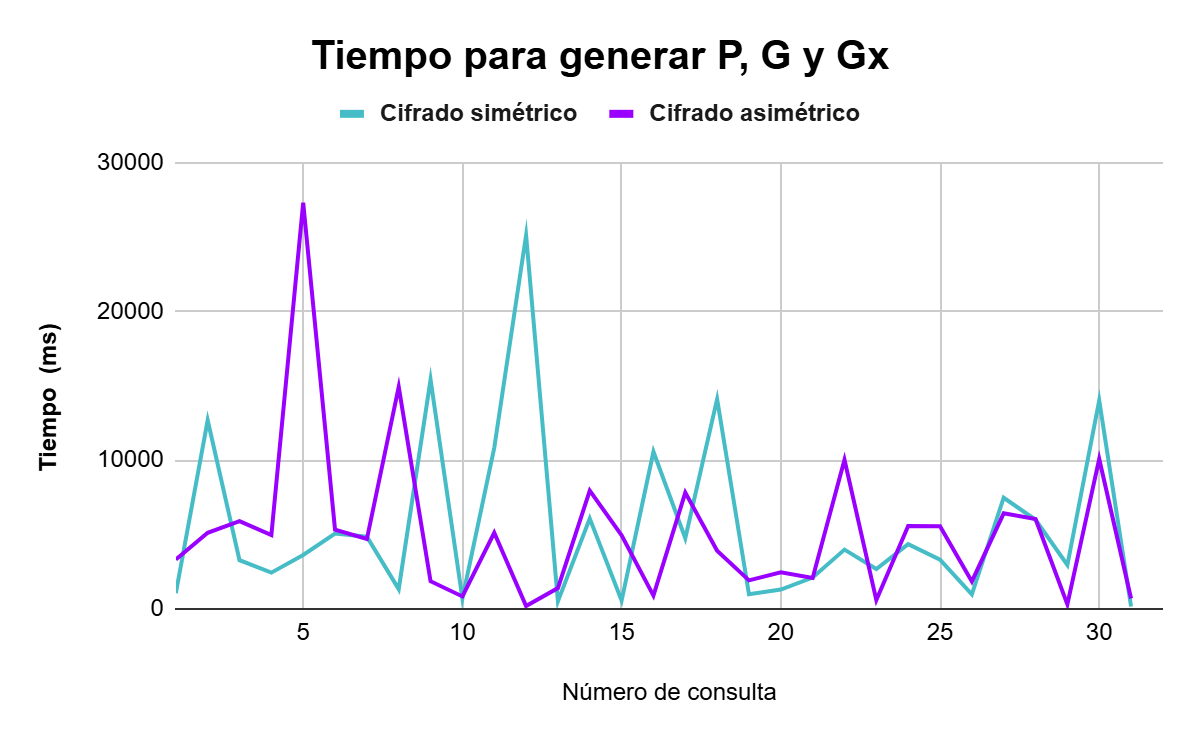 Tiempo para generar P, G y Gx
Cifrado simétrico Cifrado asimétrico
30000
20000
10000
0
Tiempo (ms)
5 10 15 20 25 30
Número de consulta